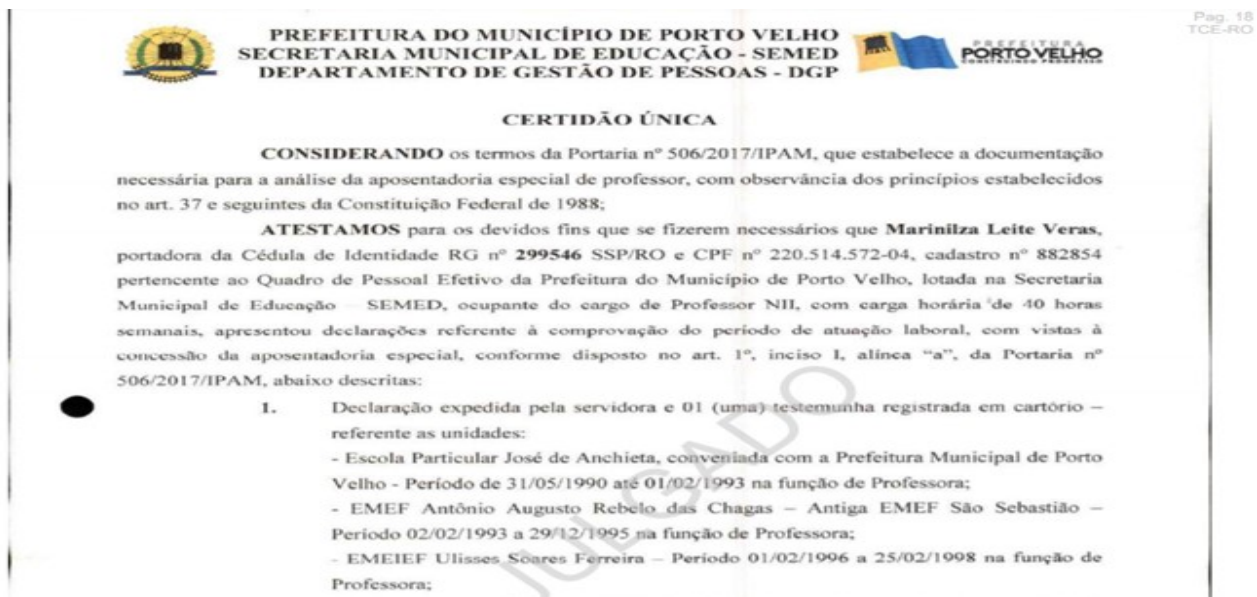 Pag. 18
TCE-RO
PREFEITURA DO MUNICÍPIO DE PORTO VELHO
SECRETARIA MUNICIPAL DE EDUCAÇÃO - SEMED
DEPARTAMENTO DE GESTÃO DE PESSOAS - DGP
PREFEITURA
PORTO VELHO
CONSTRUINDO PROGRESSO
CERTIDÃO ÚNICA
CONSIDERANDO os termos da Portaria nº 506/2017/IPAM, que estabelece a documentação
necessária para a análise da aposentadoria especial de professor, com observância dos princípios estabelecidos
no art. 37 e seguintes da Constituição Federal de 1988;
ATESTAMOS para os devidos fins que se fizerem necessários que Marinilza Leite Veras,
portadora da Cédula de Identidade RG nº 299546 SSP/RO e CPF nº 220.514.572-04, cadastro nº 882854
pertencente ao Quadro de Pessoal Efetivo da Prefeitura do Município de Porto Velho, lotada na Secretaria
Municipal de Educação – SEMED, ocupante do cargo de Professor NII, com carga horária de 40 horas
semanais, apresentou declarações referente à comprovação do período de atuação laboral, com vistas à
concessão da aposentadoria especial, conforme disposto no art. 1º, inciso I, alínea “a”, da Portaria nº
506/2017/IPAM, abaixo descritas:
1. Declaração expedida pela servidora e 01 (uma) testemunha registrada em cartório –
referente as unidades:
- Escola Particular José de Anchieta, conveniada com a Prefeitura Municipal de Porto
Velho - Período de 31/05/1990 até 01/02/1993 na função de Professora;
- EMEF Antônio Augusto Rebelo das Chagas – Antiga EMEF São Sebastião –
Período 02/02/1993 a 29/12/1995 na função de Professora;
- EMEIEF Ulisses Soares Ferreira – Período 01/02/1996 a 25/02/1998 na função de
Professora;
JULGADO